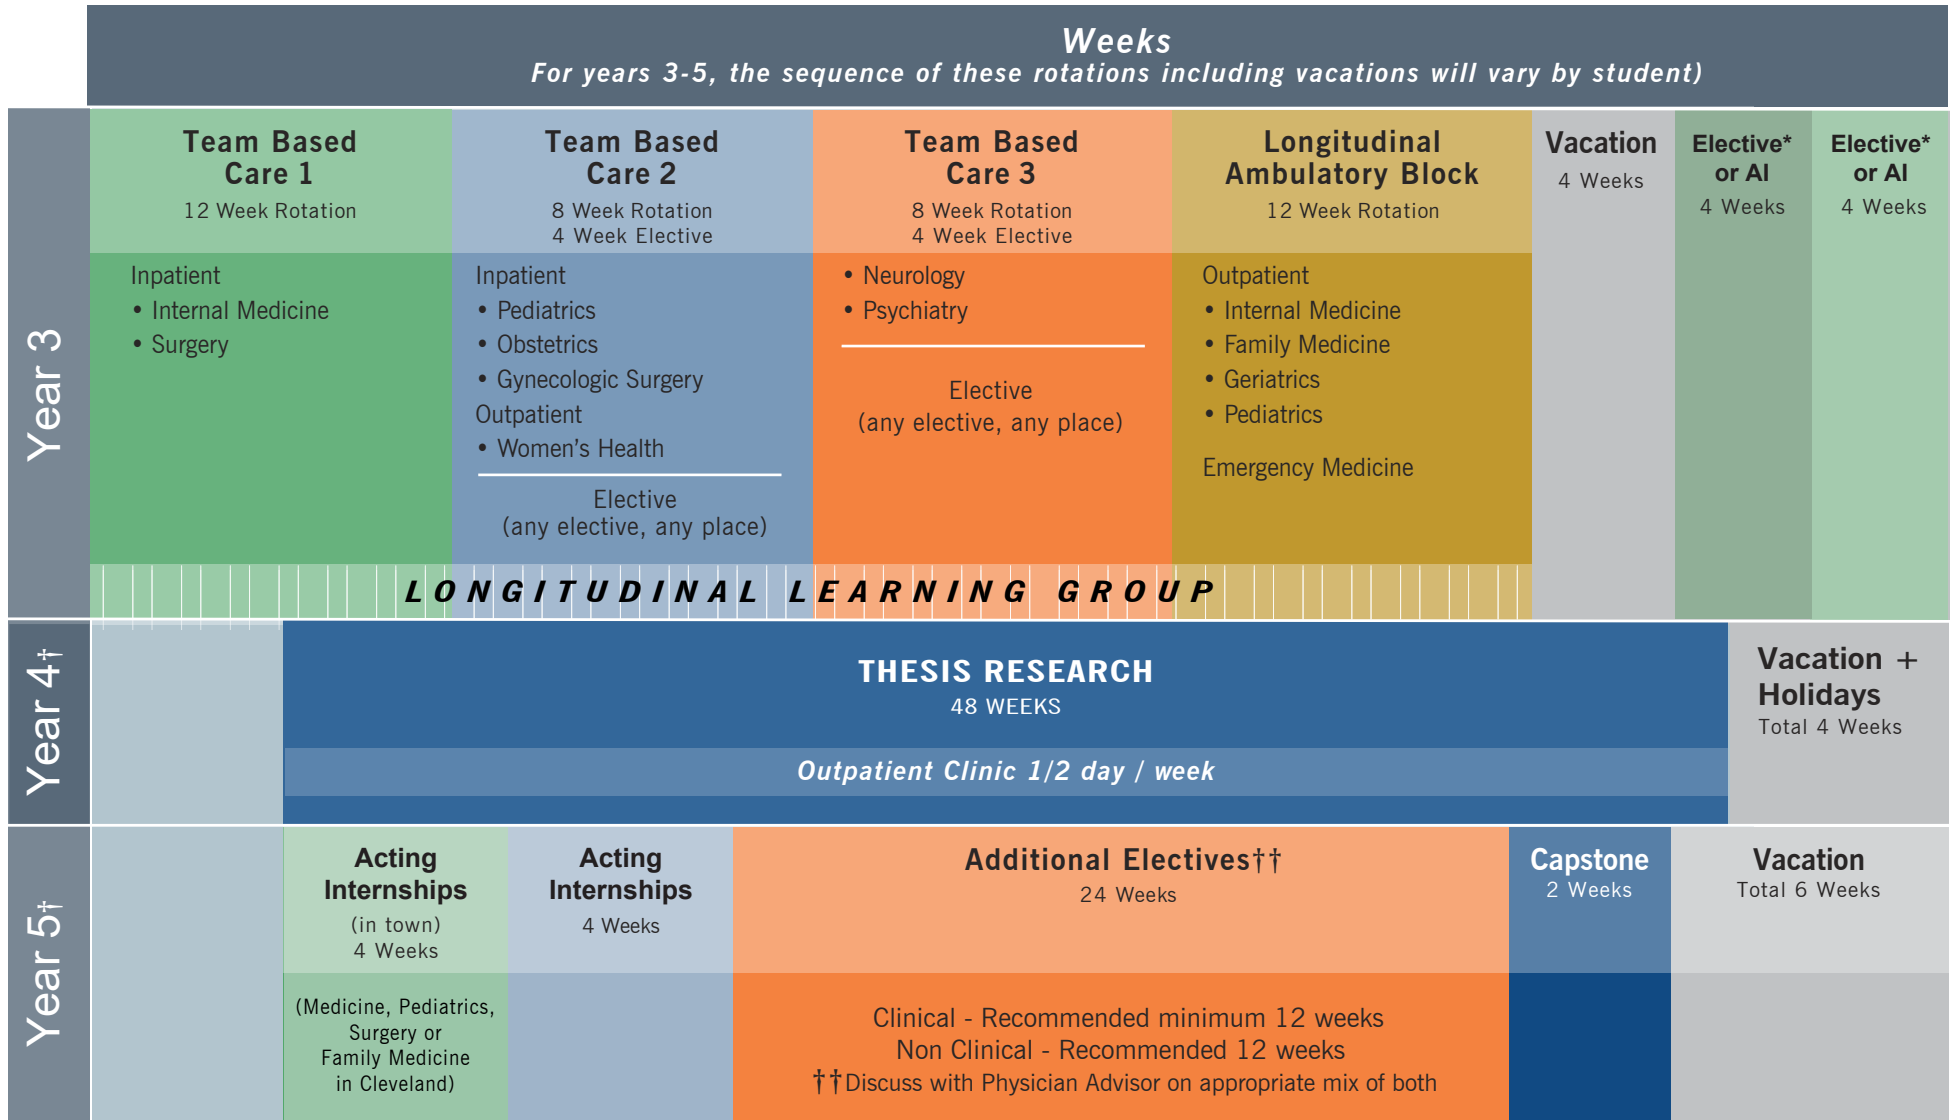 Weeks
For years 3-5, the sequence of these rotations including vacations will vary by student)
Year 3
Team Based
Care 1
12 Week Rotation
Inpatient
• Internal Medicine
• Surgery
Team Based
Care 2
8 Week Rotation
4 Week Elective
Inpatient
• Pediatrics
• Obstetrics
• Gynecologic Surgery
Outpatient
• Women's Health
Elective
(any elective, any place)
Team Based
Care 3
8 Week Rotation
4 Week Elective
• Neurology
• Psychiatry
Elective
(any elective, any place)
Longitudinal
Ambulatory Block
12 Week Rotation
Outpatient
• Internal Medicine
• Family Medicine
• Geriatrics
• Pediatrics
Emergency Medicine
Vacation
4 Weeks
Elective*
or AI
4 Weeks
Elective*
or AI
4 Weeks
LONGITUDINAL LEARNING GROUP
Year 4†
THESIS RESEARCH
48 WEEKS
Outpatient Clinic 1/2 day / week
Vacation +
Holidays
Total 4 Weeks
Year 5†
Acting
Internships
(in town)
4 Weeks
(Medicine, Pediatrics,
Surgery or
Family Medicine
in Cleveland)
Acting
Internships
4 Weeks
Additional Electives††
24 Weeks
Clinical - Recommended minimum 12 weeks
Non Clinical - Recommended 12 weeks
††Discuss with Physician Advisor on appropriate mix of both
Capstone
2 Weeks
Vacation
Total 6 Weeks